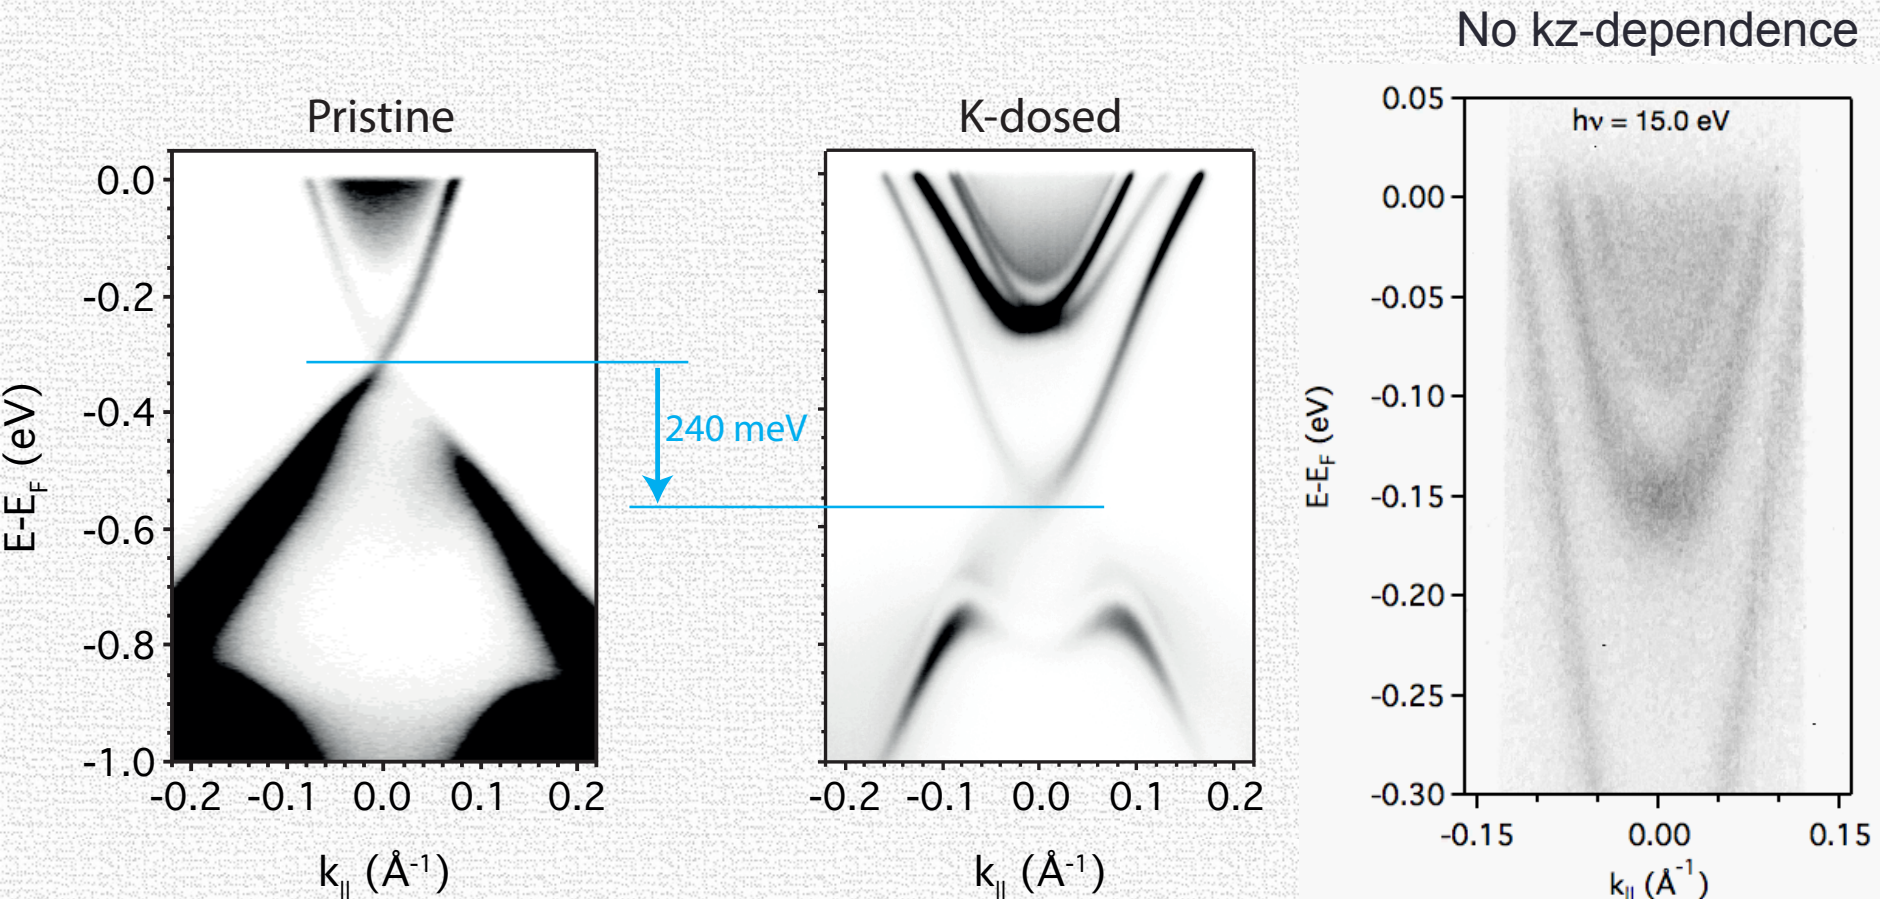 No kz-dependence
Pristine
K-dosed
E-E_F (eV)
0.0
-0.2
-0.4
-0.6
-0.8
-1.0
-0.2 -0.1 0.0 0.1 0.2
k_|| (Å⁻¹)
240 meV
-0.2 -0.1 0.0 0.1 0.2
k_|| (Å⁻¹)
hν = 15.0 eV
E-E_F (eV)
0.05
0.00
-0.05
-0.10
-0.15
-0.20
-0.25
-0.30
-0.15 0.00 0.15
k_|| (Å⁻¹)